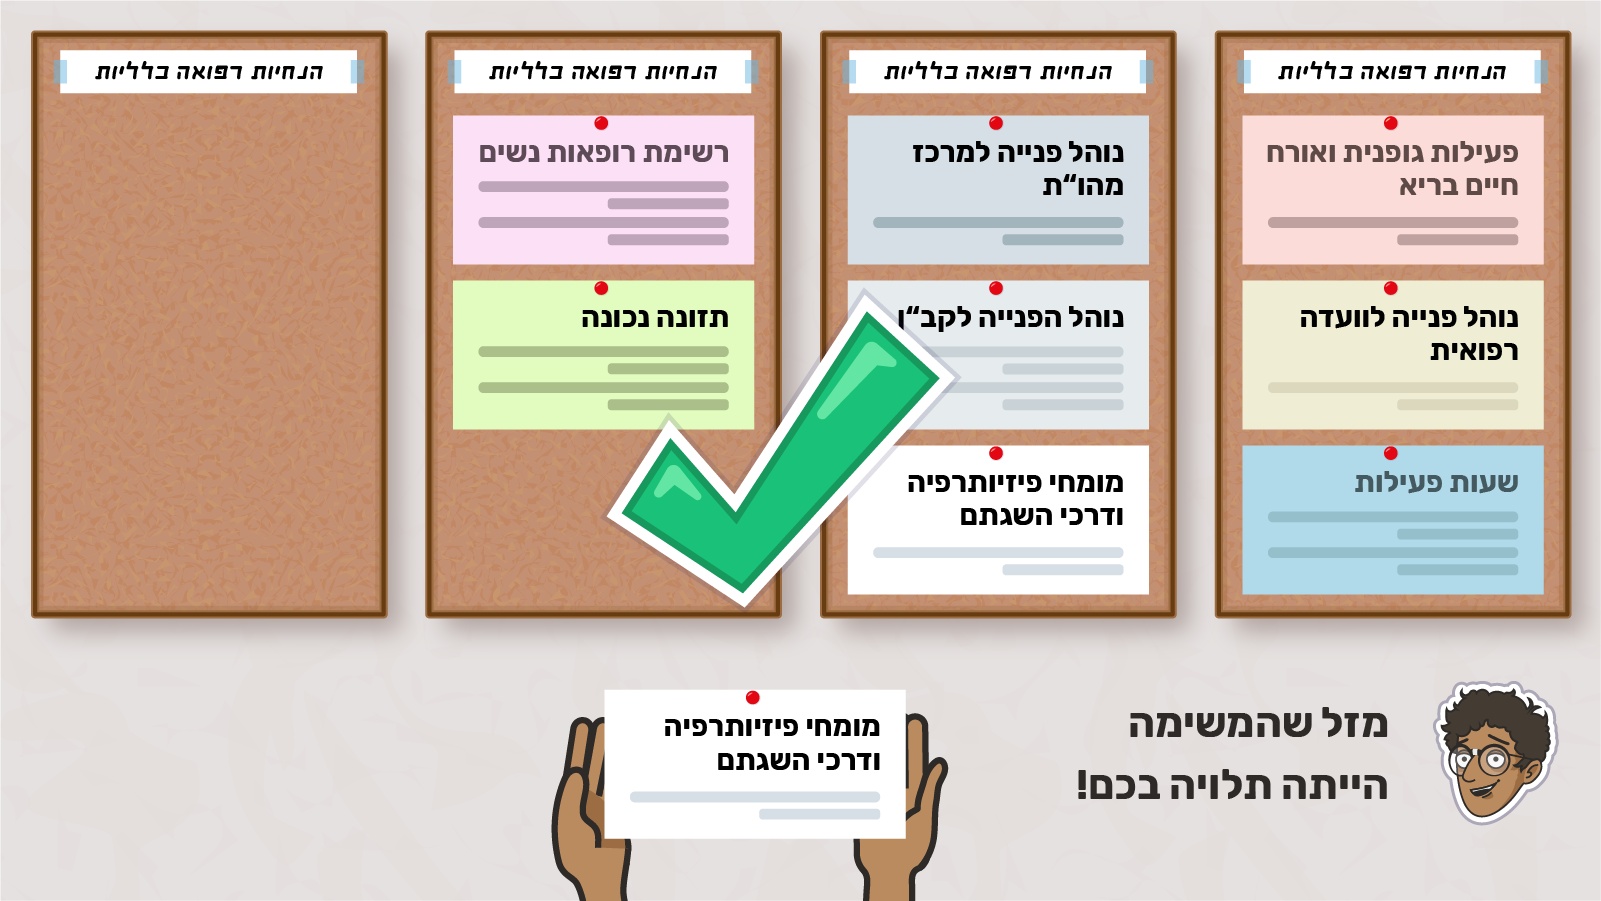 הנחיות רפואה כלליות
פעילות גופנית ואורח
חיים בריא
נוהל פנייה לוועדה
רפואית
שעות פעילות
הנחיות רפואה כלליות
נוהל פנייה למרכז
מהו“ת
נוהל הפנייה לקב“ן
מומחי פיזיותרפיה
ודרכי השגתם
הנחיות רפואה כלליות
רשימת רופאות נשים
תזונה נכונה
הנחיות רפואה כלליות
מזל שהמשימה
הייתה תלויה בכם!
מומחי פיזיותרפיה
ודרכי השגתם